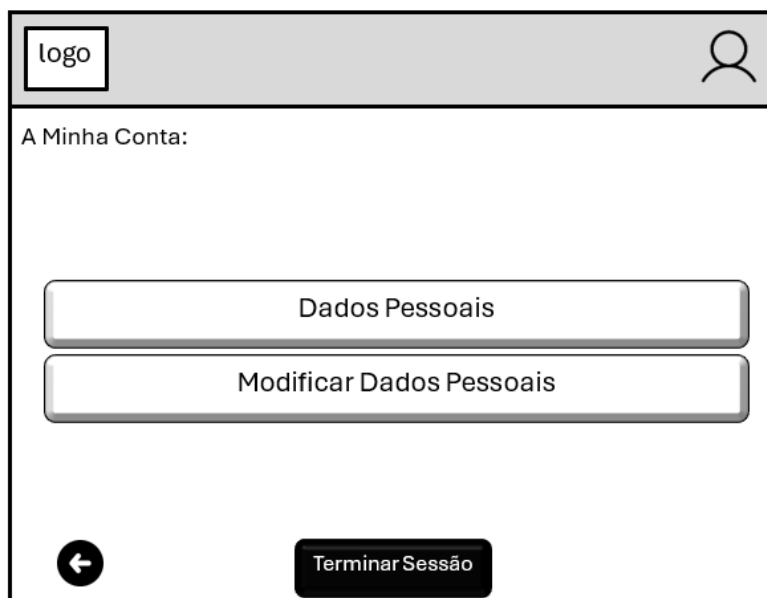 logo
A Minha Conta:
Dados Pessoais
Modificar Dados Pessoais
Terminar Sessão